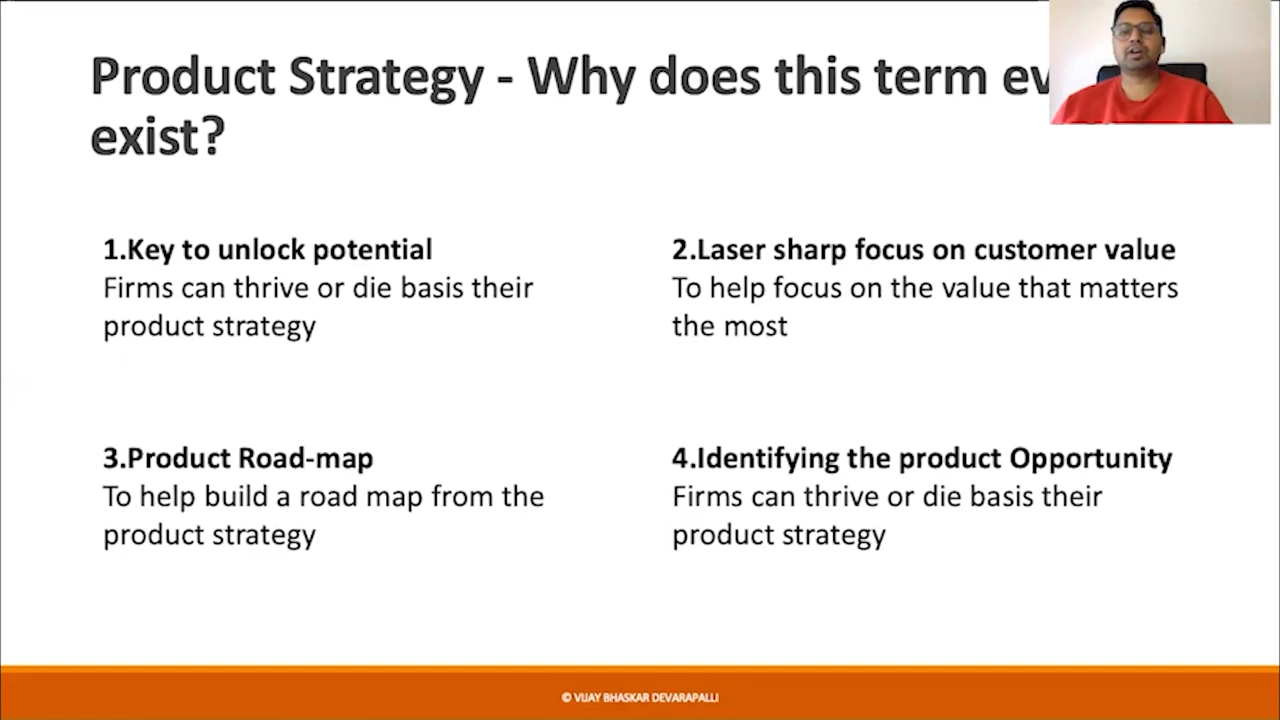 Product Strategy - Why does this term
exist?
1.Key to unlock potential
Firms can thrive or die basis their
product strategy
2.Laser sharp focus on customer value
To help focus on the value that matters
the most
3.Product Road-map
To help build a road map from the
product strategy
4.Identifying the product Opportunity
Firms can thrive or die basis their
product strategy
© VIJAY BHASKAR DEVARAPALLI